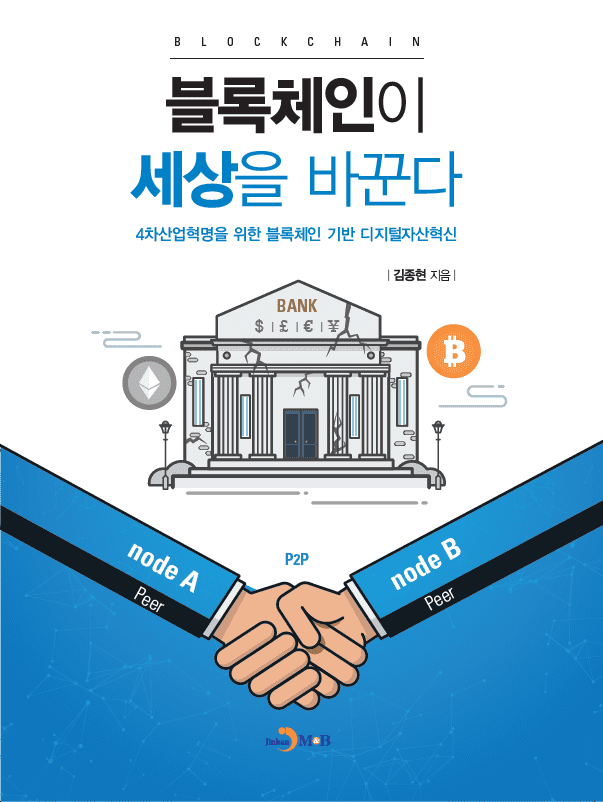 BLOCKCHAIN
블록체인이
세상을 바꾼다
4차산업혁명을 위한 블록체인 기반 디지털자산혁신
| 김종현 지음 |
BANK
$ | £ | € | ¥
node A
Peer
P2P
node B
Peer
Jinhan M&B